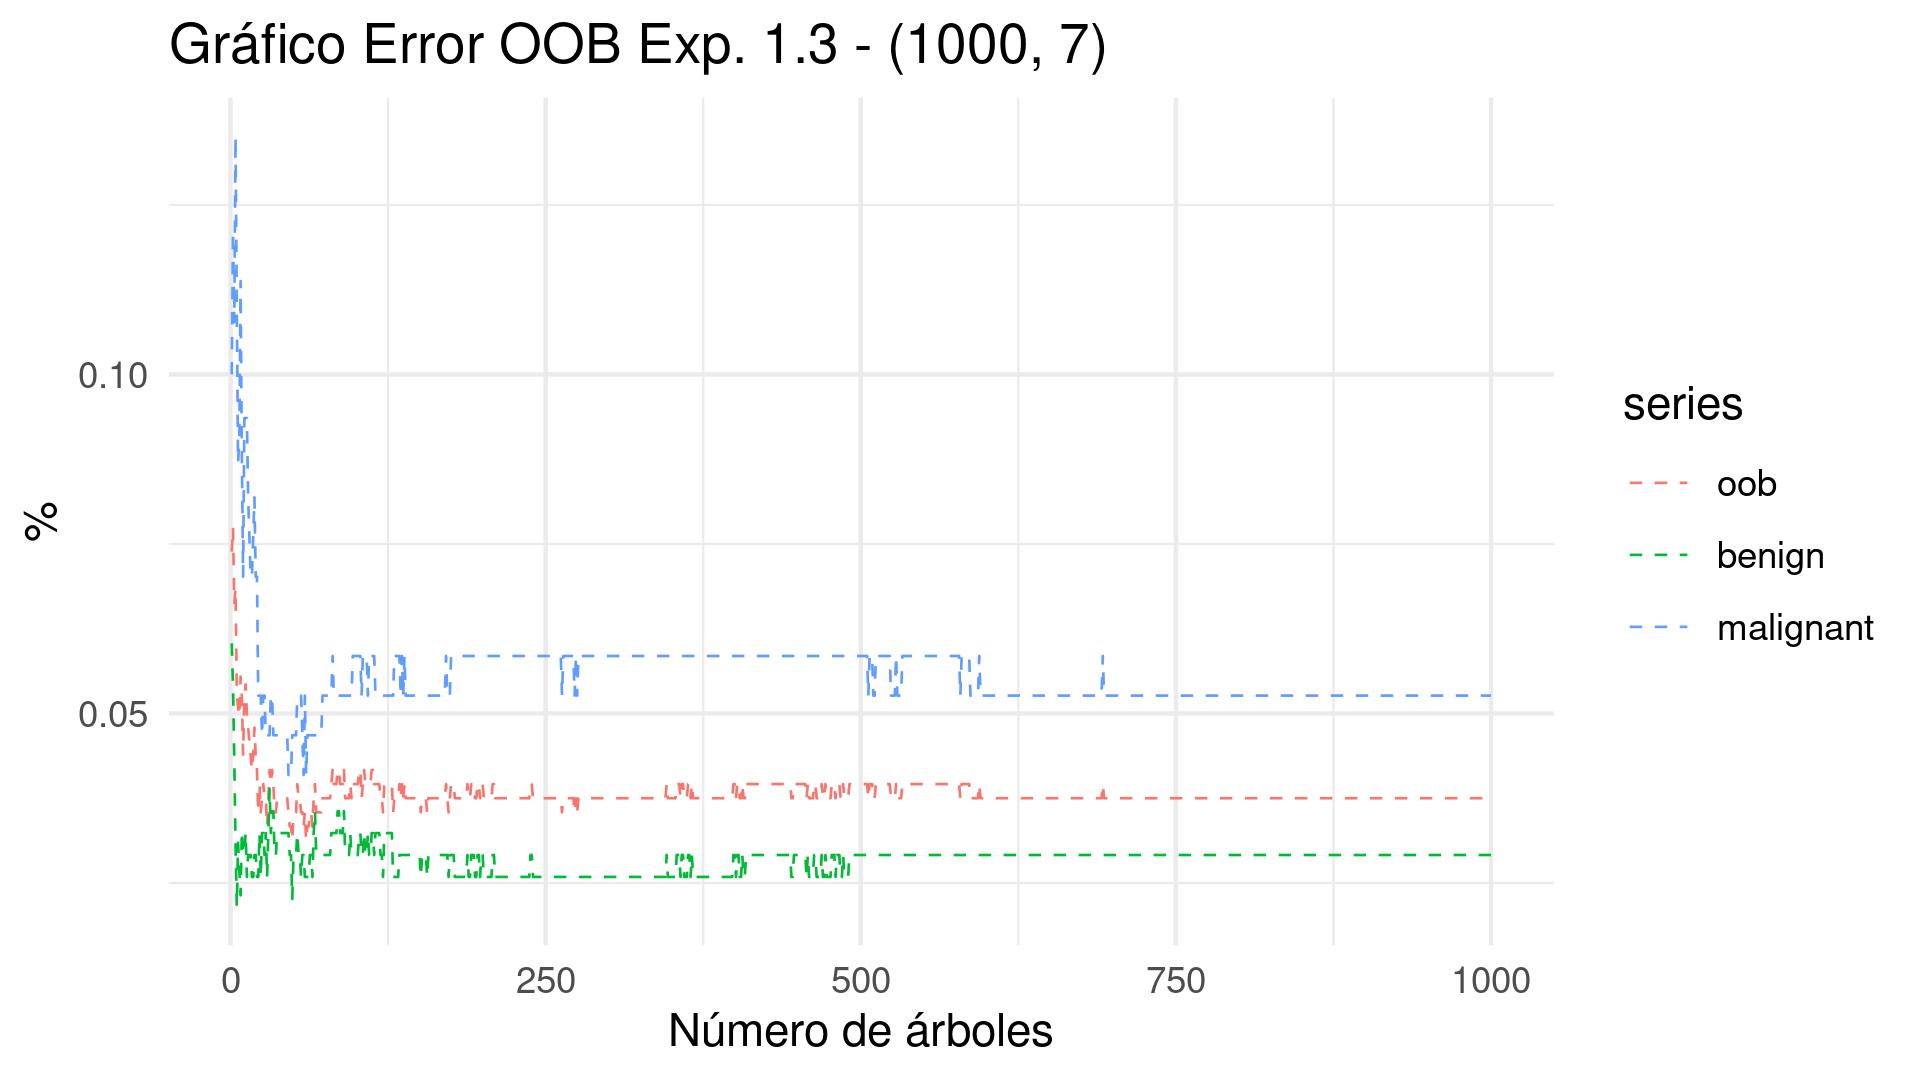 Gráfico Error OOB Exp. 1.3 - (1000, 7)
%
0.10
0.05
0 250 500 750 1000
Número de árboles
series
oob
benign
malignant